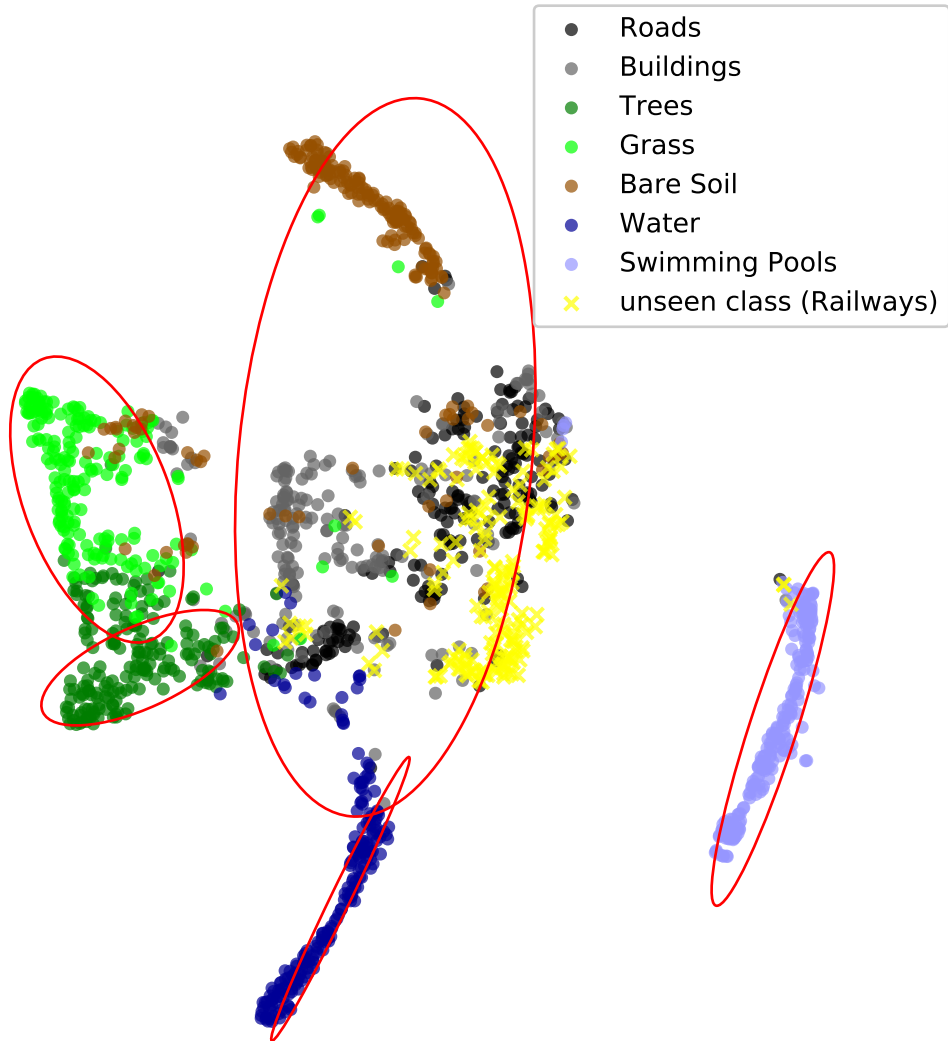 Roads
Buildings
Trees
Grass
Bare Soil
Water
Swimming Pools
unseen class (Railways)